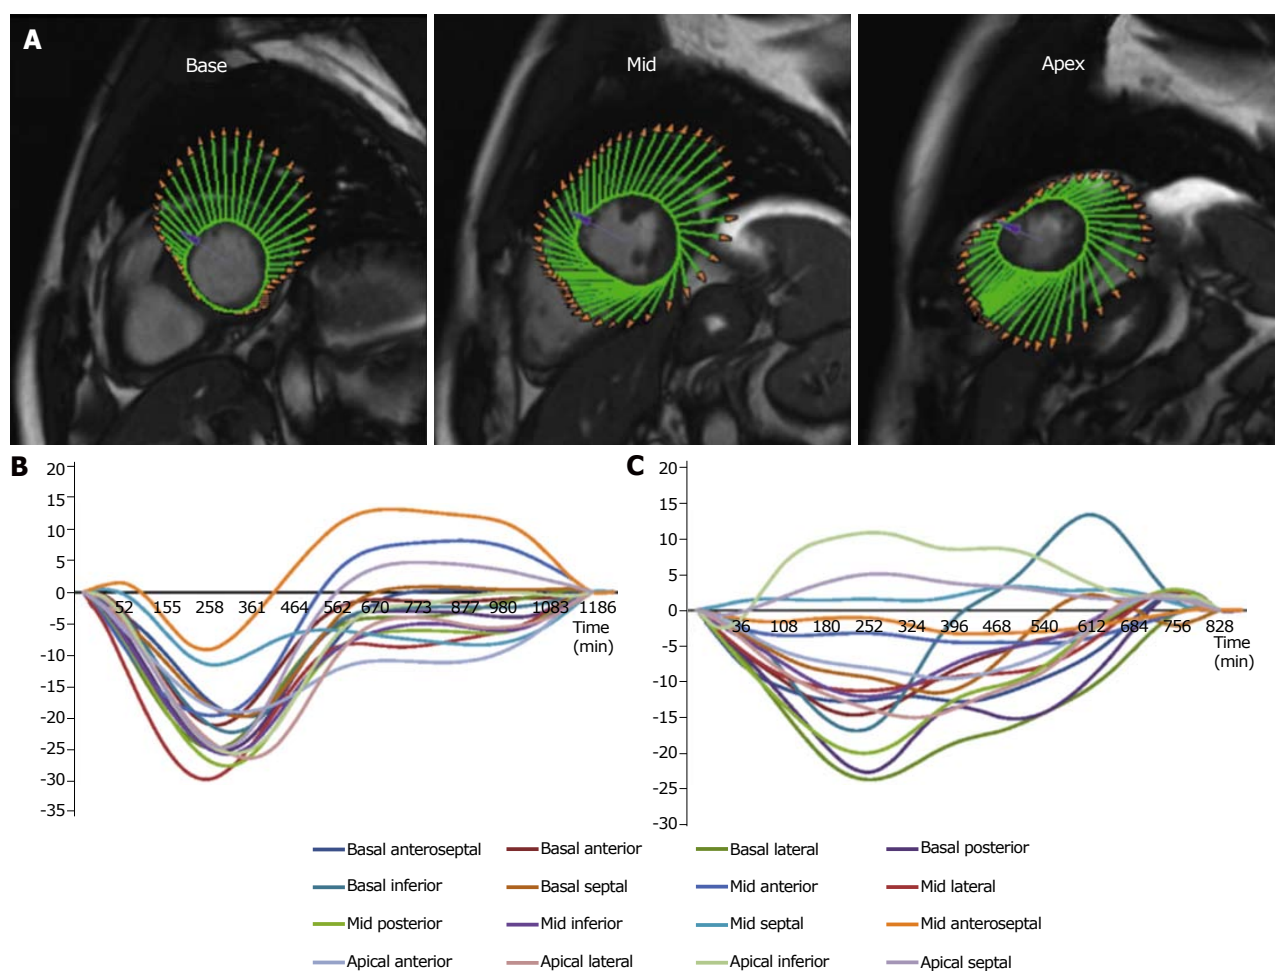 A
Base
Mid
Apex
B
20
15
10
5
0
-5
-10
-15
-20
-25
-30
-35
52 155 258 361 464 562 670 773 877 980 1083 1186
Time
(min)
C
20
15
10
5
0
-5
-10
-15
-20
-25
-30
36 108 180 252 324 396 468 540 612 684 756 828
Time
(min)
Basal anteroseptal Basal anterior Basal lateral Basal posterior
Basal inferior Basal septal Mid anterior Mid lateral
Mid posterior Mid inferior Mid septal Mid anteroseptal
Apical anterior Apical lateral Apical inferior Apical septal